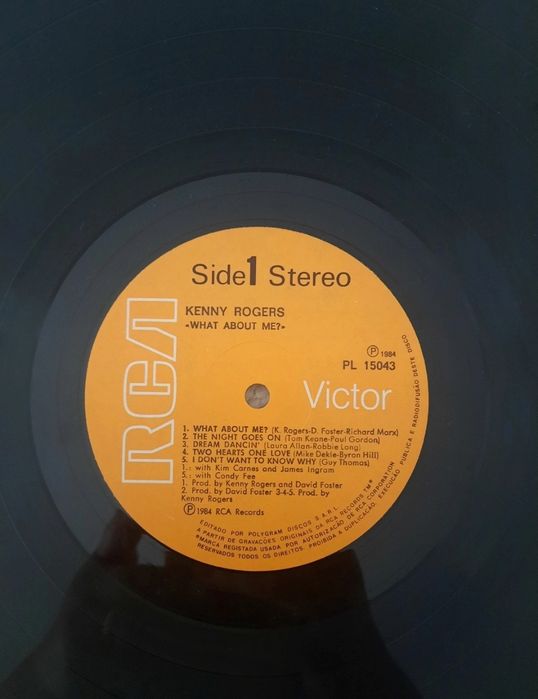 Side 1 Stereo
KENNY ROGERS
«WHAT ABOUT ME?»
Ⓟ 1984
PL 15043
RCA
Victor
1. WHAT ABOUT ME? (K. Rogers-D. Foster-Richard Marx)
2. THE NIGHT GOES ON (Tom Keane-Paul Gordon)
3. DREAM DANCIN' (Laura Allan-Robbie Long)
4. TWO HEARTS ONE LOVE (Mike Dekle-Byron Hill)
5. I DON'T WANT TO KNOW WHY (Guy Thomas)
1.: with Kim Carnes and James Ingram
5.: with Candy Fee
1. Prod. by Kenny Rogers and David Foster
2. Prod. by David Foster 3-4-5. Prod. by
Kenny Rogers
Ⓟ 1984 RCA Records
EDITADO POR POLYGRAM DISCOS S.A.R.L.
A PARTIR DE GRAVAÇÕES ORIGINAIS DA RCA RECORDS TM*
*MARCA REGISTADA USADA POR AUTORIZAÇÃO DE RCA CORPORATION
RESERVADOS TODOS OS DIREITOS. PROIBIDA A DUPLICAÇÃO, EXECUÇÃO PUBLICA E RADIODIFUSÃO DESTE DISCO